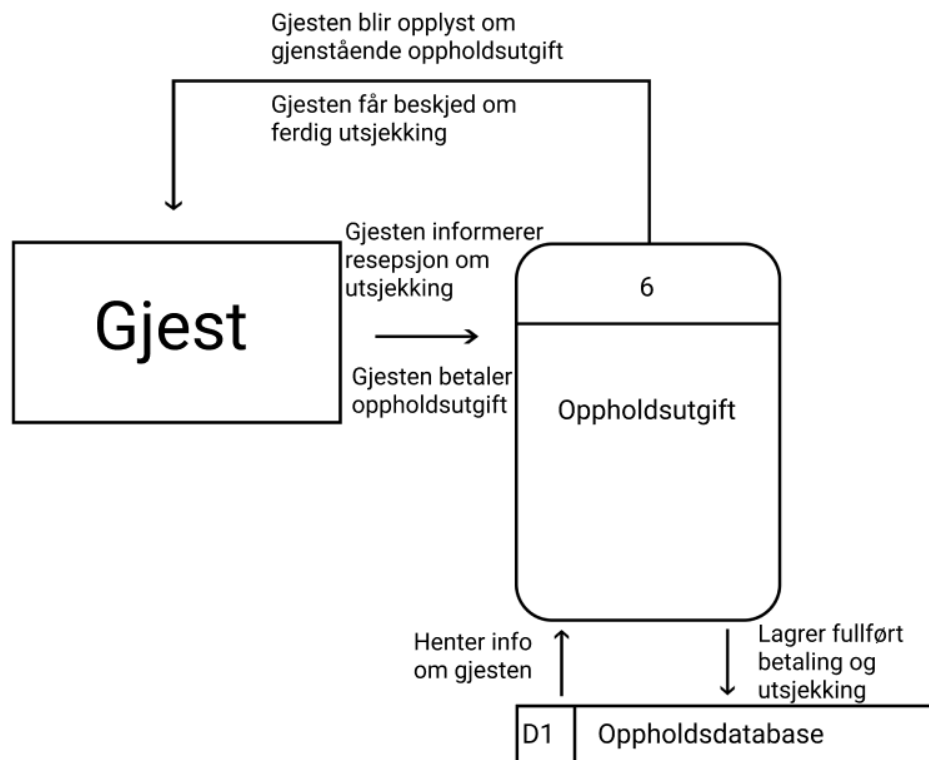 Gjesten blir opplyst om
gjenstående oppholdsutgift
Gjesten får beskjed om
ferdig utsjekking
Gjest
Gjesten informerer
resepsjon om
utsjekking
Gjesten betaler
oppholdsutgift
6
Oppholdsutgift
Henter info
om gjesten
Lagrer fullført
betaling og
utsjekking
D1 Oppholdsdatabase